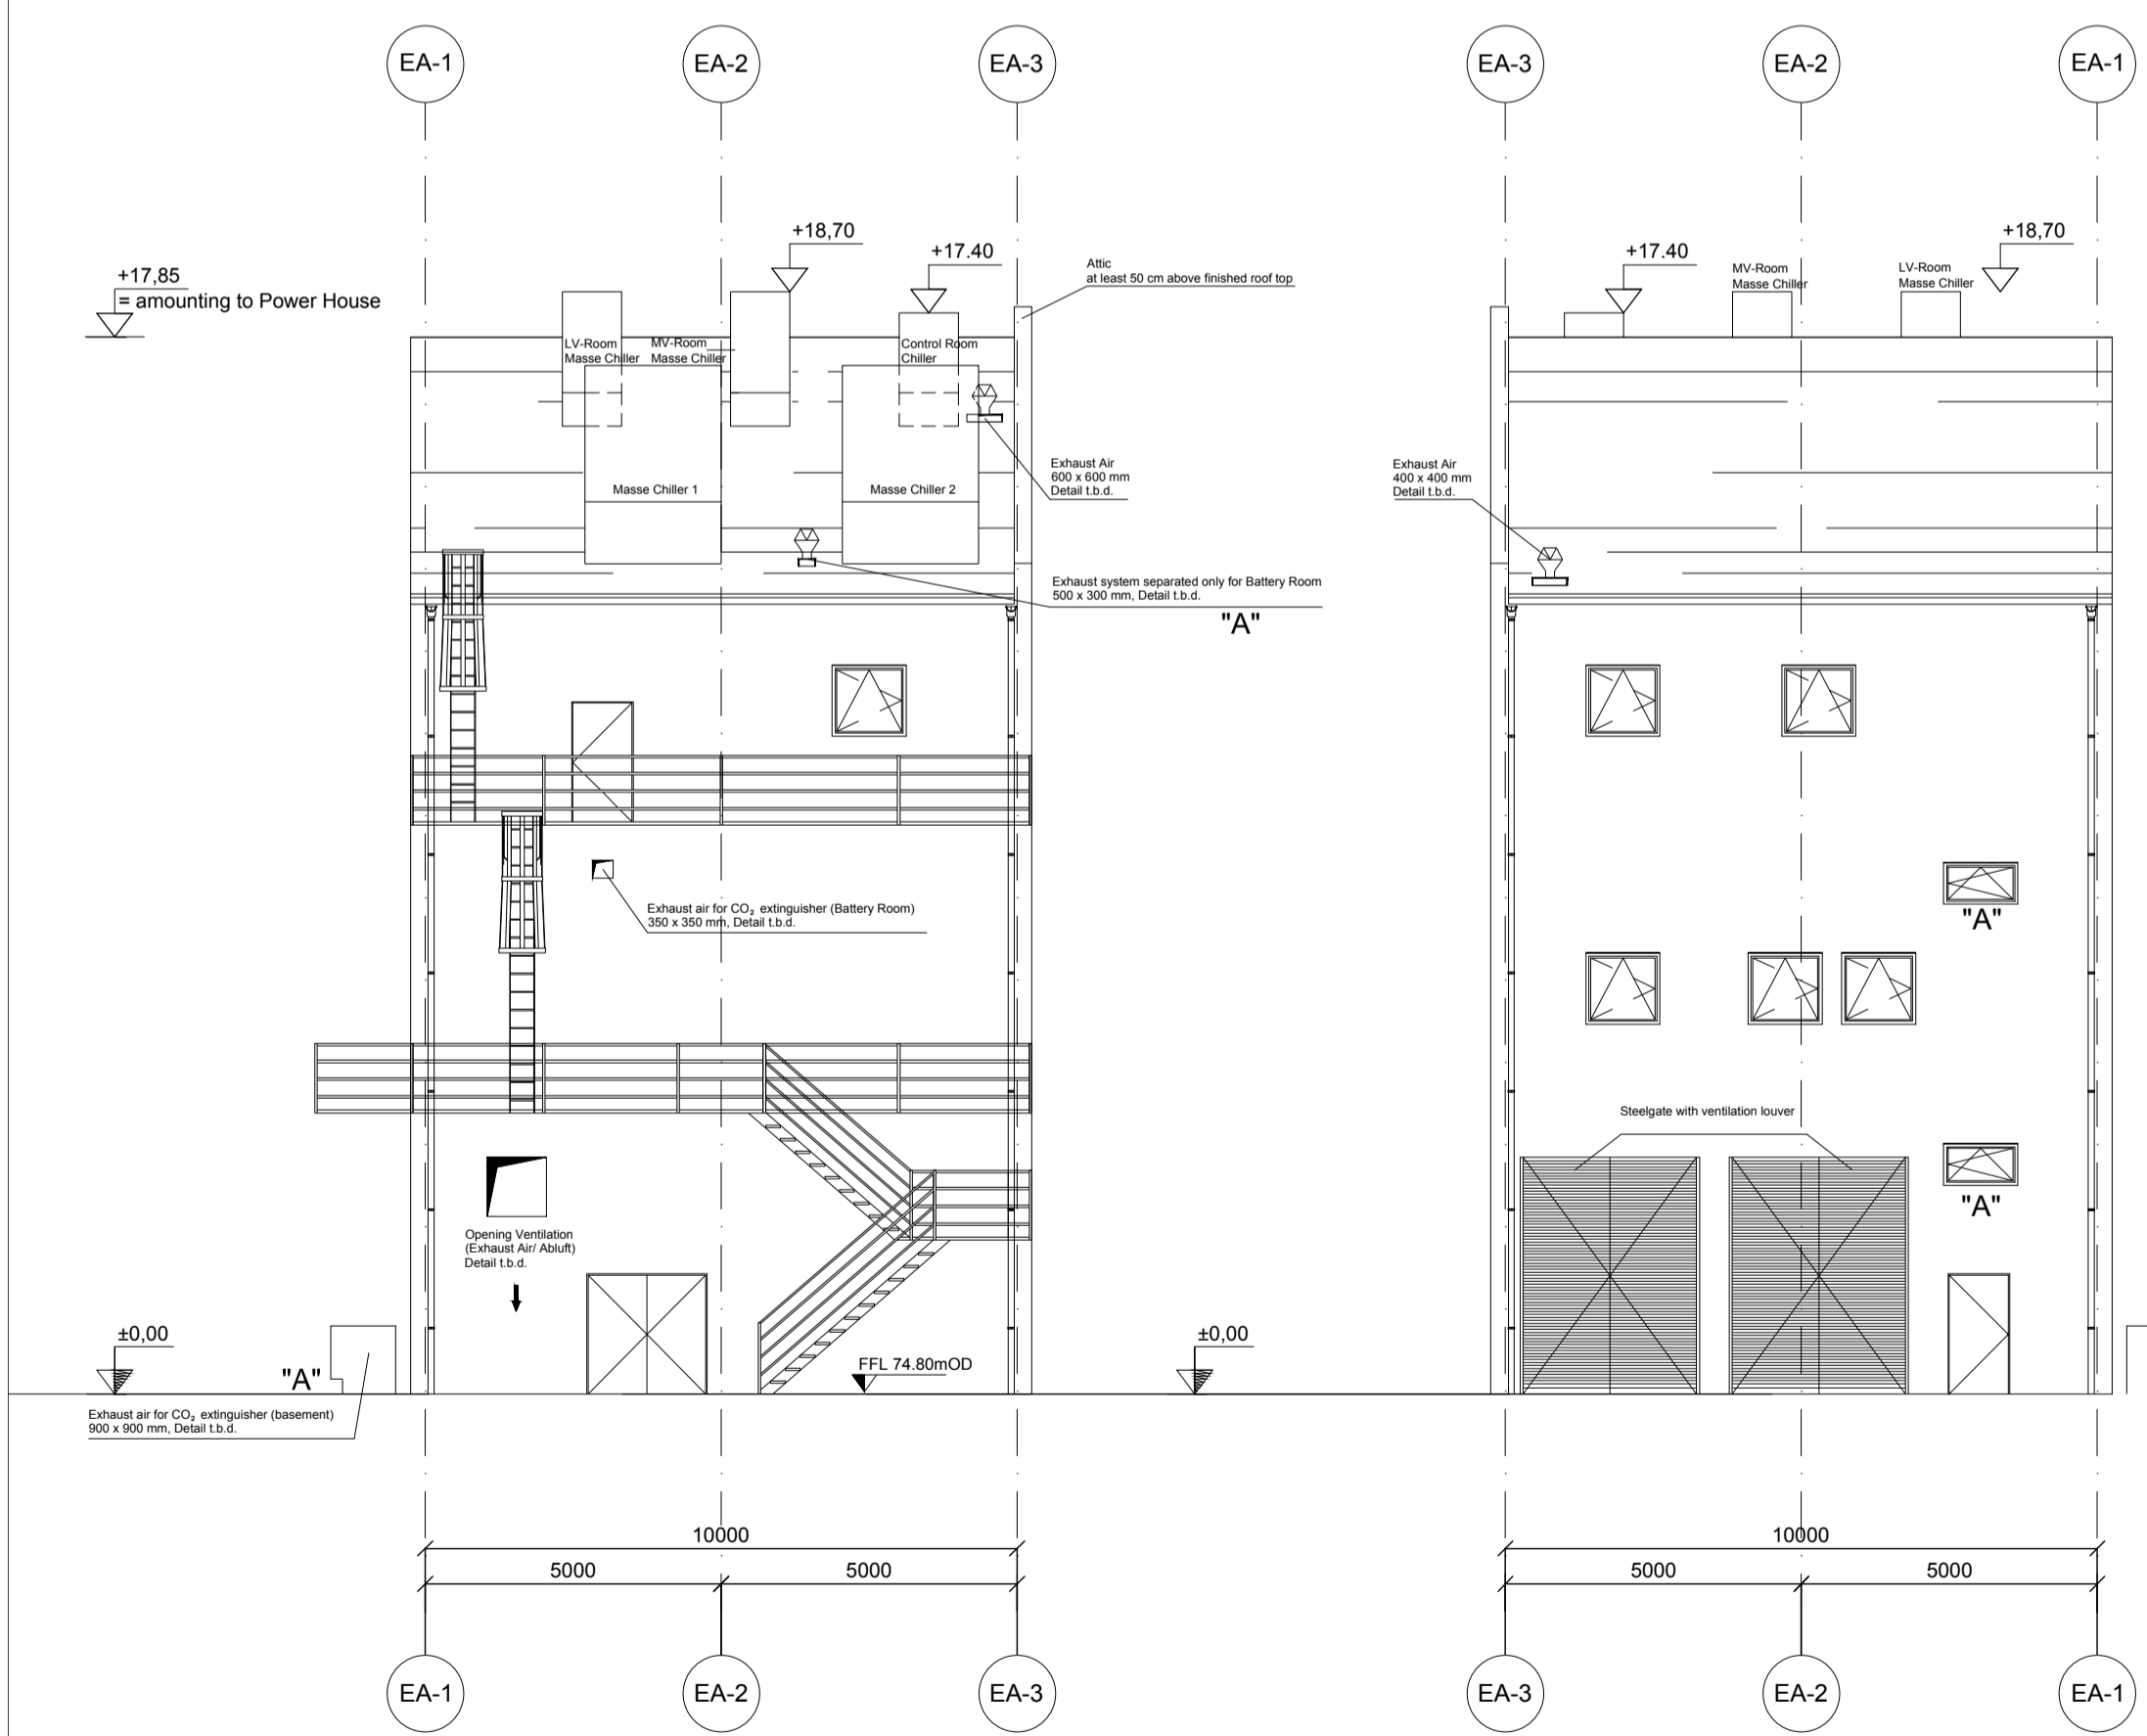 EA-1 EA-2 EA-3 EA-3 EA-2 EA-1
+18,70
+17.40
+17,85
= amounting to Power House
Attic
at least 50 cm above finished roof top
+17.40
MV-Room
Masse Chiller
LV-Room
Masse Chiller
+18,70
LV-Room
Masse Chiller
MV-Room
Masse Chiller
Control Room
Chiller
Masse Chiller 1
Masse Chiller 2
Exhaust Air
600 x 600 mm
Detail t.b.d.
Exhaust Air
400 x 400 mm
Detail t.b.d.
Exhaust system separated only for Battery Room
500 x 300 mm, Detail t.b.d.
"A"
Exhaust air for CO₂ extinguisher (Battery Room)
350 x 350 mm, Detail t.b.d.
"A"
Steelgate with ventilation louver
"A"
Opening Ventilation
(Exhaust Air/ Abluft)
Detail t.b.d.
±0,00
"A"
FFL 74.80mOD
±0,00
Exhaust air for CO₂ extinguisher (basement)
900 x 900 mm, Detail t.b.d.
10000
5000 5000
10000
5000 5000
EA-1 EA-2 EA-3 EA-3 EA-2 EA-1